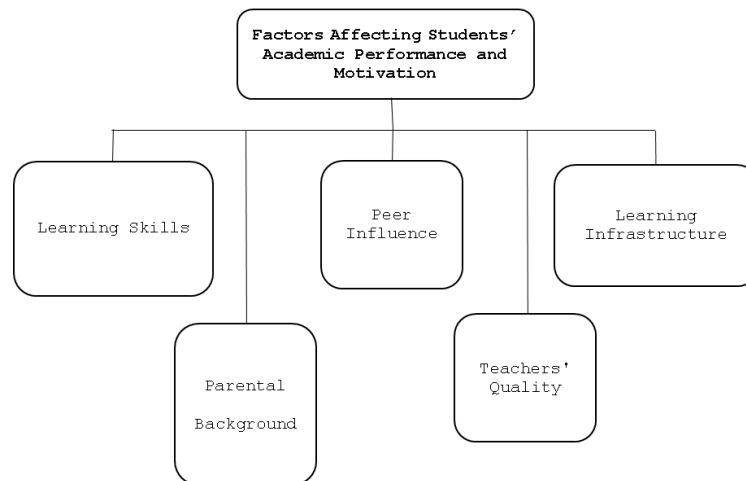 Factors Affecting Students’
Academic Performance and
Motivation
Learning Skills
Peer
Influence
Learning
Infrastructure
Parental
Background
Teachers'
Quality